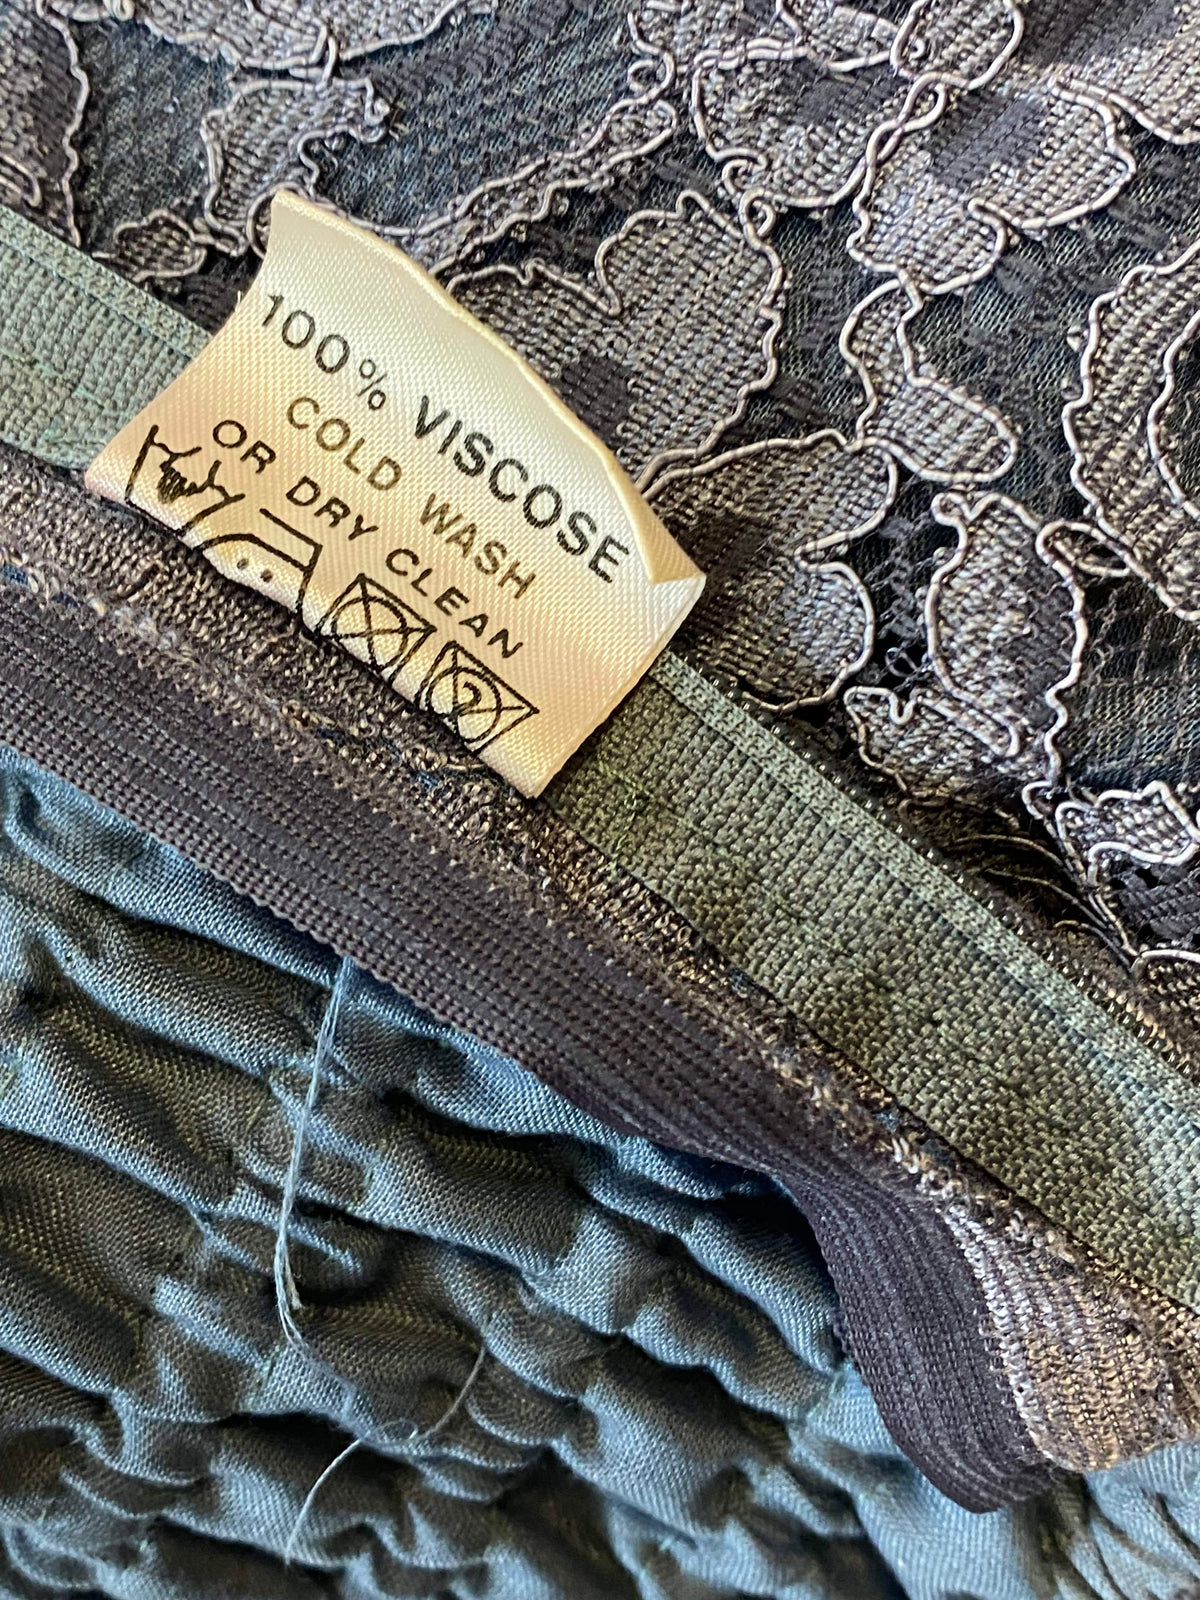 100% VISCOSE
COLD WASH
OR DRY CLEAN